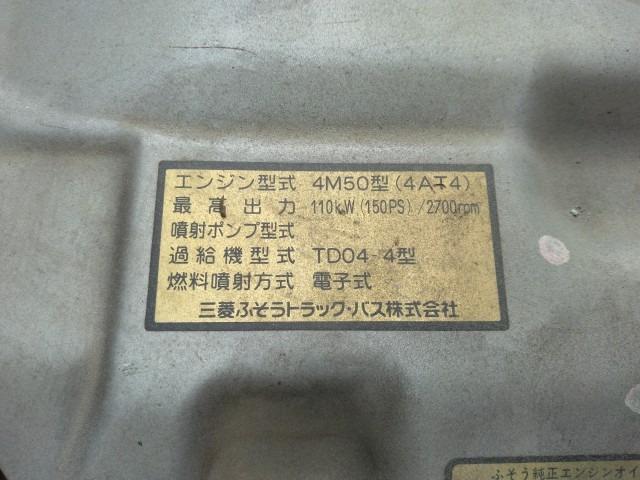 エンジン型式 4M50型(4AT4)
最高出力 110kW(150PS)/2700rpm
噴射ポンプ型式
過給機型式 TD04-4型
燃料噴射方式 電子式
三菱ふそうトラック・バス株式会社
ふそう純正エンジンオイ